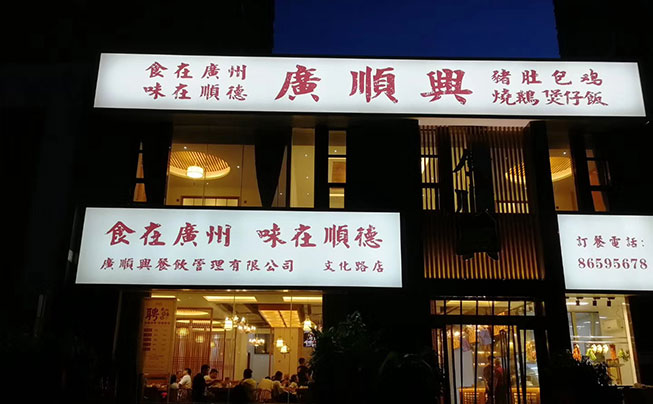 食在廣州
味在順德
廣順興
豬肚包鸡
燒鵝煲仔飯
食在廣州 味在順德
廣順興餐飲管理有限公司 文化路店
訂餐電話:
86595678
聘